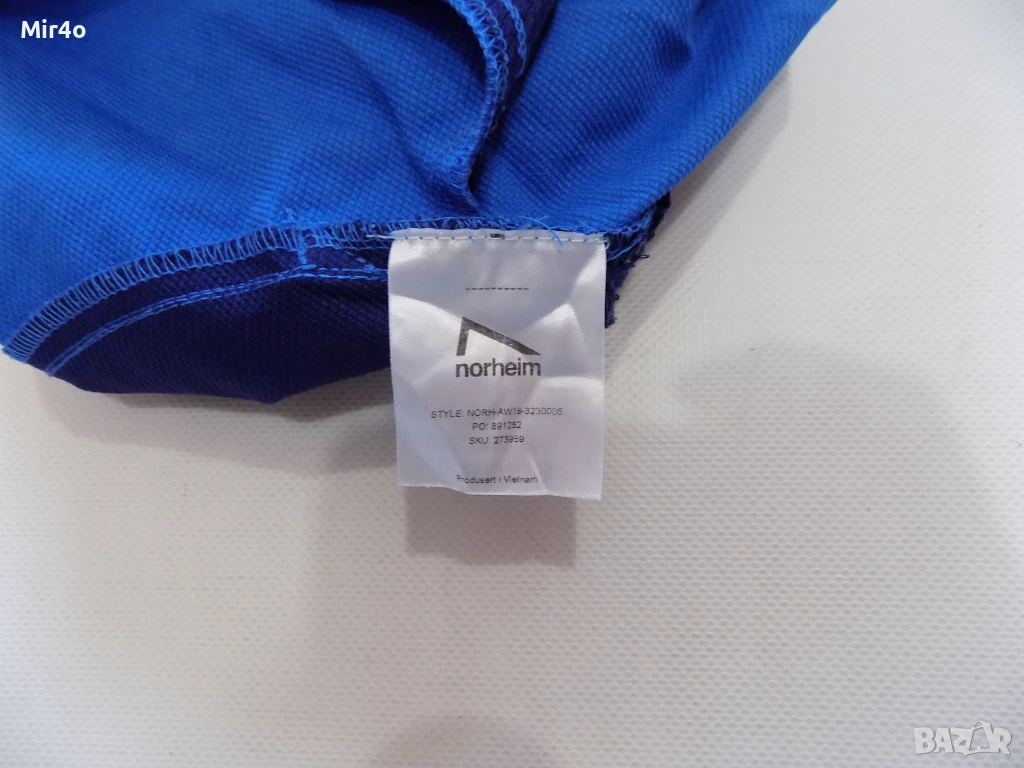 Mir4o
norheim
STYLE: NORH-AW18-3230005
PO: 891252
SKU: 273959
Produsert i Vietnam
BAZAR